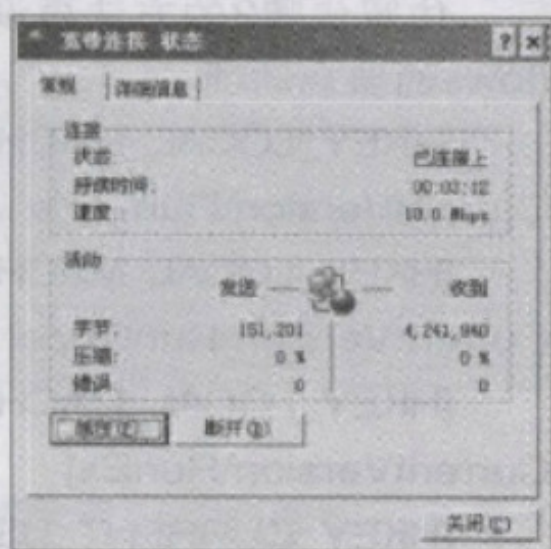 宽带连接 状态
常规 详细信息
连接
状态: 已连接上
持续时间: 00:03:12
速度: 10.0 Mbps
活动
发送 收到
字节: 151,201 4,241,940
压缩: 0 % 0 %
错误: 0 0
属性(P) 断开(D)
关闭(C)